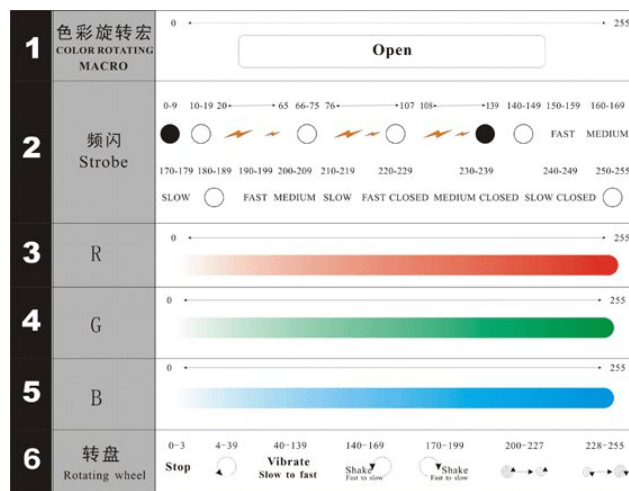 1
色彩旋转宏
COLOR ROTATING
MACRO
0 255
Open
2
频闪
Strobe
0-9 10-19 20 65 66-75 76 107 108 139 140-149 150-159 160-169
FAST MEDIUM
170-179 180-189 190-199 200-209 210-219 220-229 230-239 240-249 250-255
SLOW FAST MEDIUM SLOW FAST CLOSED MEDIUM CLOSED SLOW CLOSED
3
R
0 255
4
G
0 255
5
B
0 255
6
转盘
Rotating wheel
0-3 4-39 40-139 140-169 170-199 200-227 228-255
Stop Vibrate Shake Shake
Slow to fast Fast to slow Fast to slow